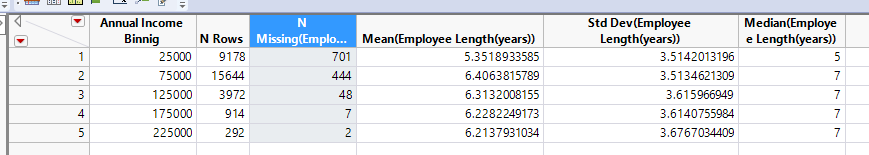 Annual Income Binnig N Rows N Missing(Emplo... Mean(Employee Length(years)) Std Dev(Employee Length(years)) Median(Employe e Length(years))
1 25000 9178 701 5.3518933585 3.5142013196 5
2 75000 15644 444 6.4063815789 3.5134621309 7
3 125000 3972 48 6.3132008155 3.615966949 7
4 175000 914 7 6.2282249173 3.6140755984 7
5 225000 292 2 6.2137931034 3.6767034409 7